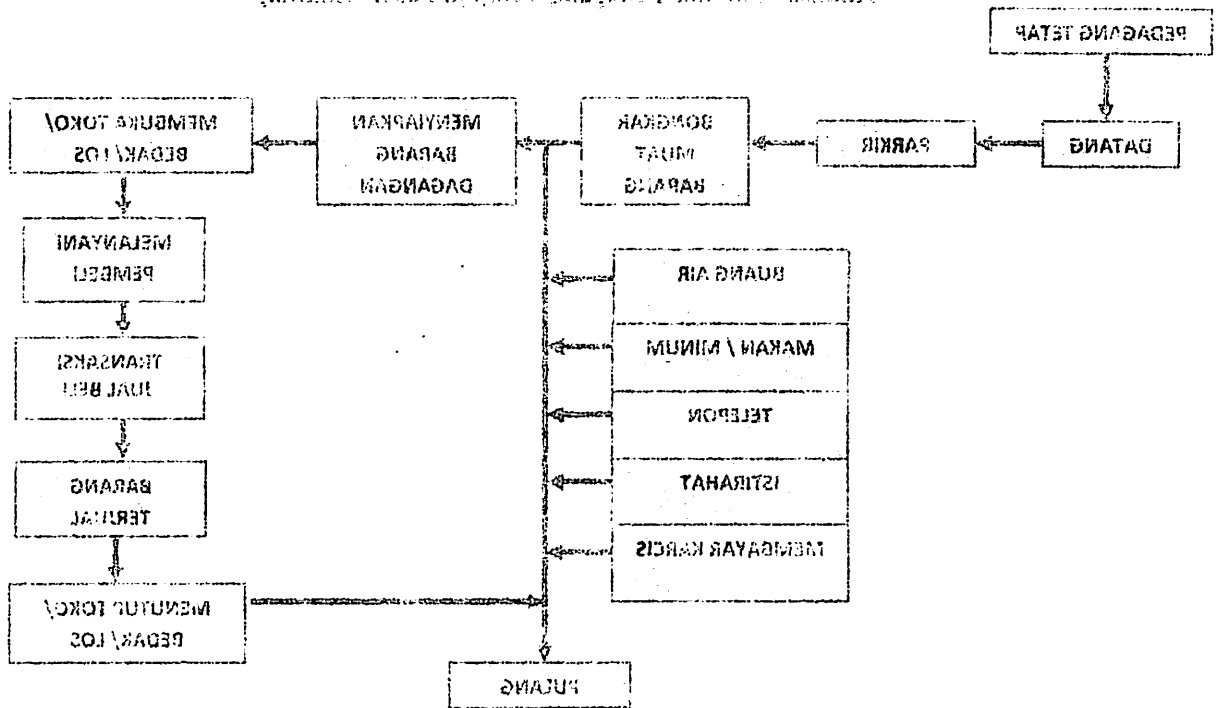 PEDAGANG TETAP
DATANG
PARKIR
BONGKAR
MUAT
BARANG
MENYIAPKAN
BARANG
DAGANGAN
MEMBUKA TOKO/
BEDAK/LOS
MELANYANI
PEMBELI
TRANSAKSI
JUAL BELI
BARANG
TERJUAL
MENUTUP TOKO/
BEDAK/LOS
BUANG AIR
MAKAN / MINUM
TELEPON
ISTIRAHAT
MEMBAYAR KARCIS
PULANG